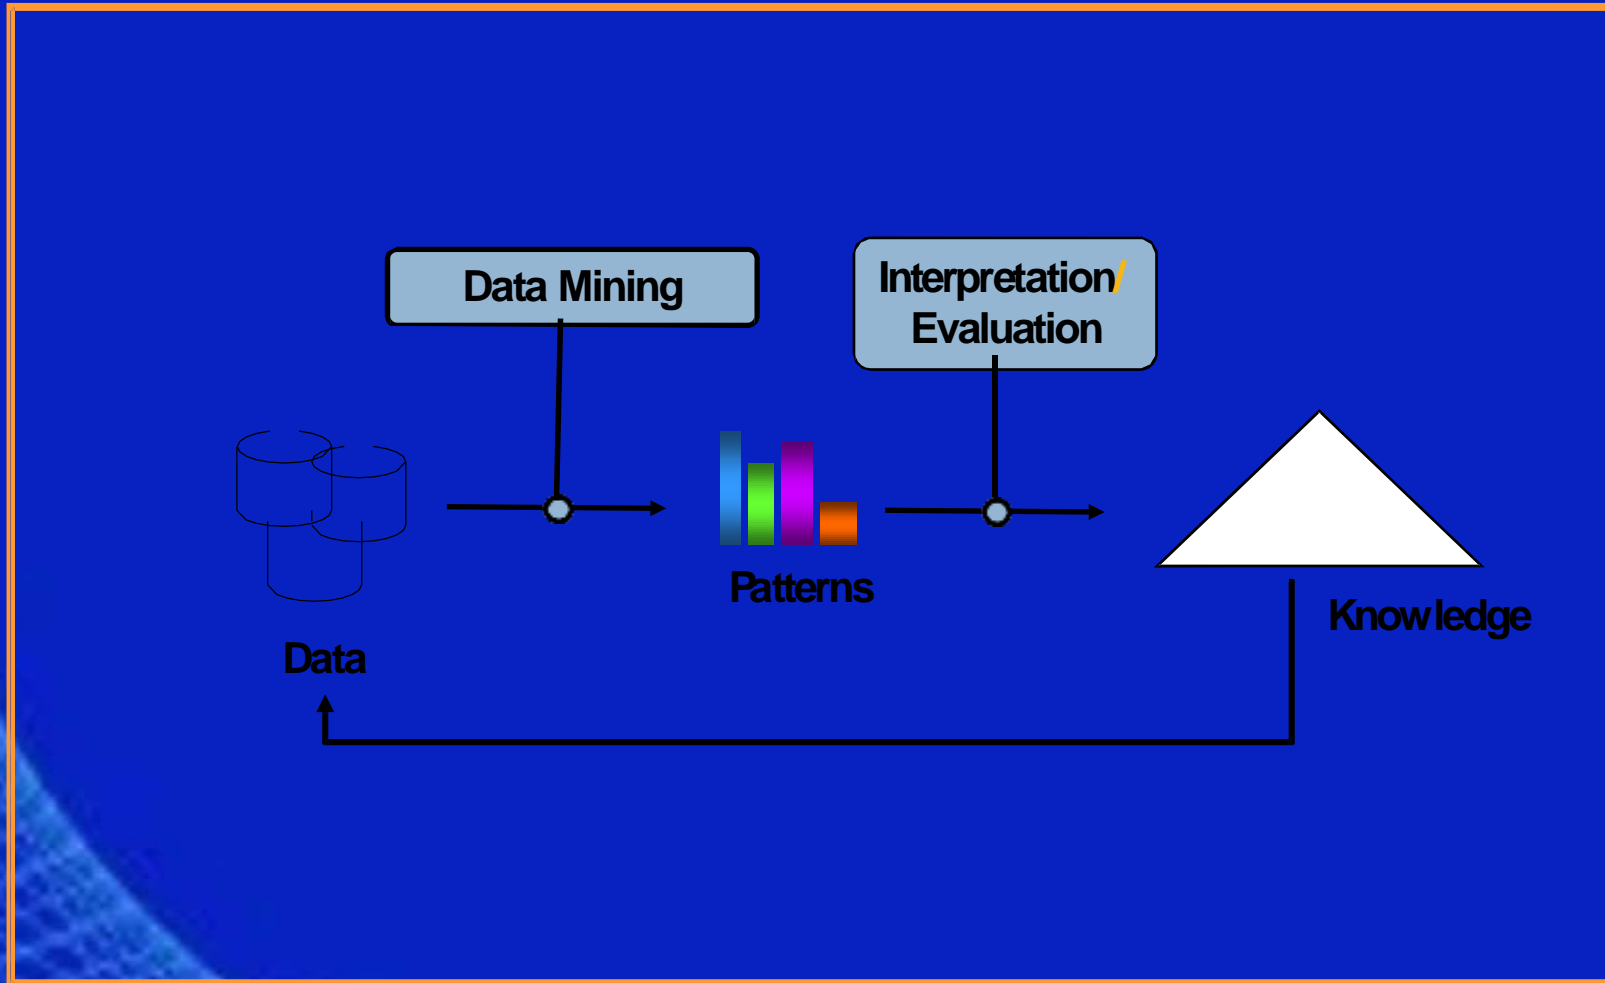 Data Mining
Interpretation/
Evaluation
Patterns
Knowledge
Data